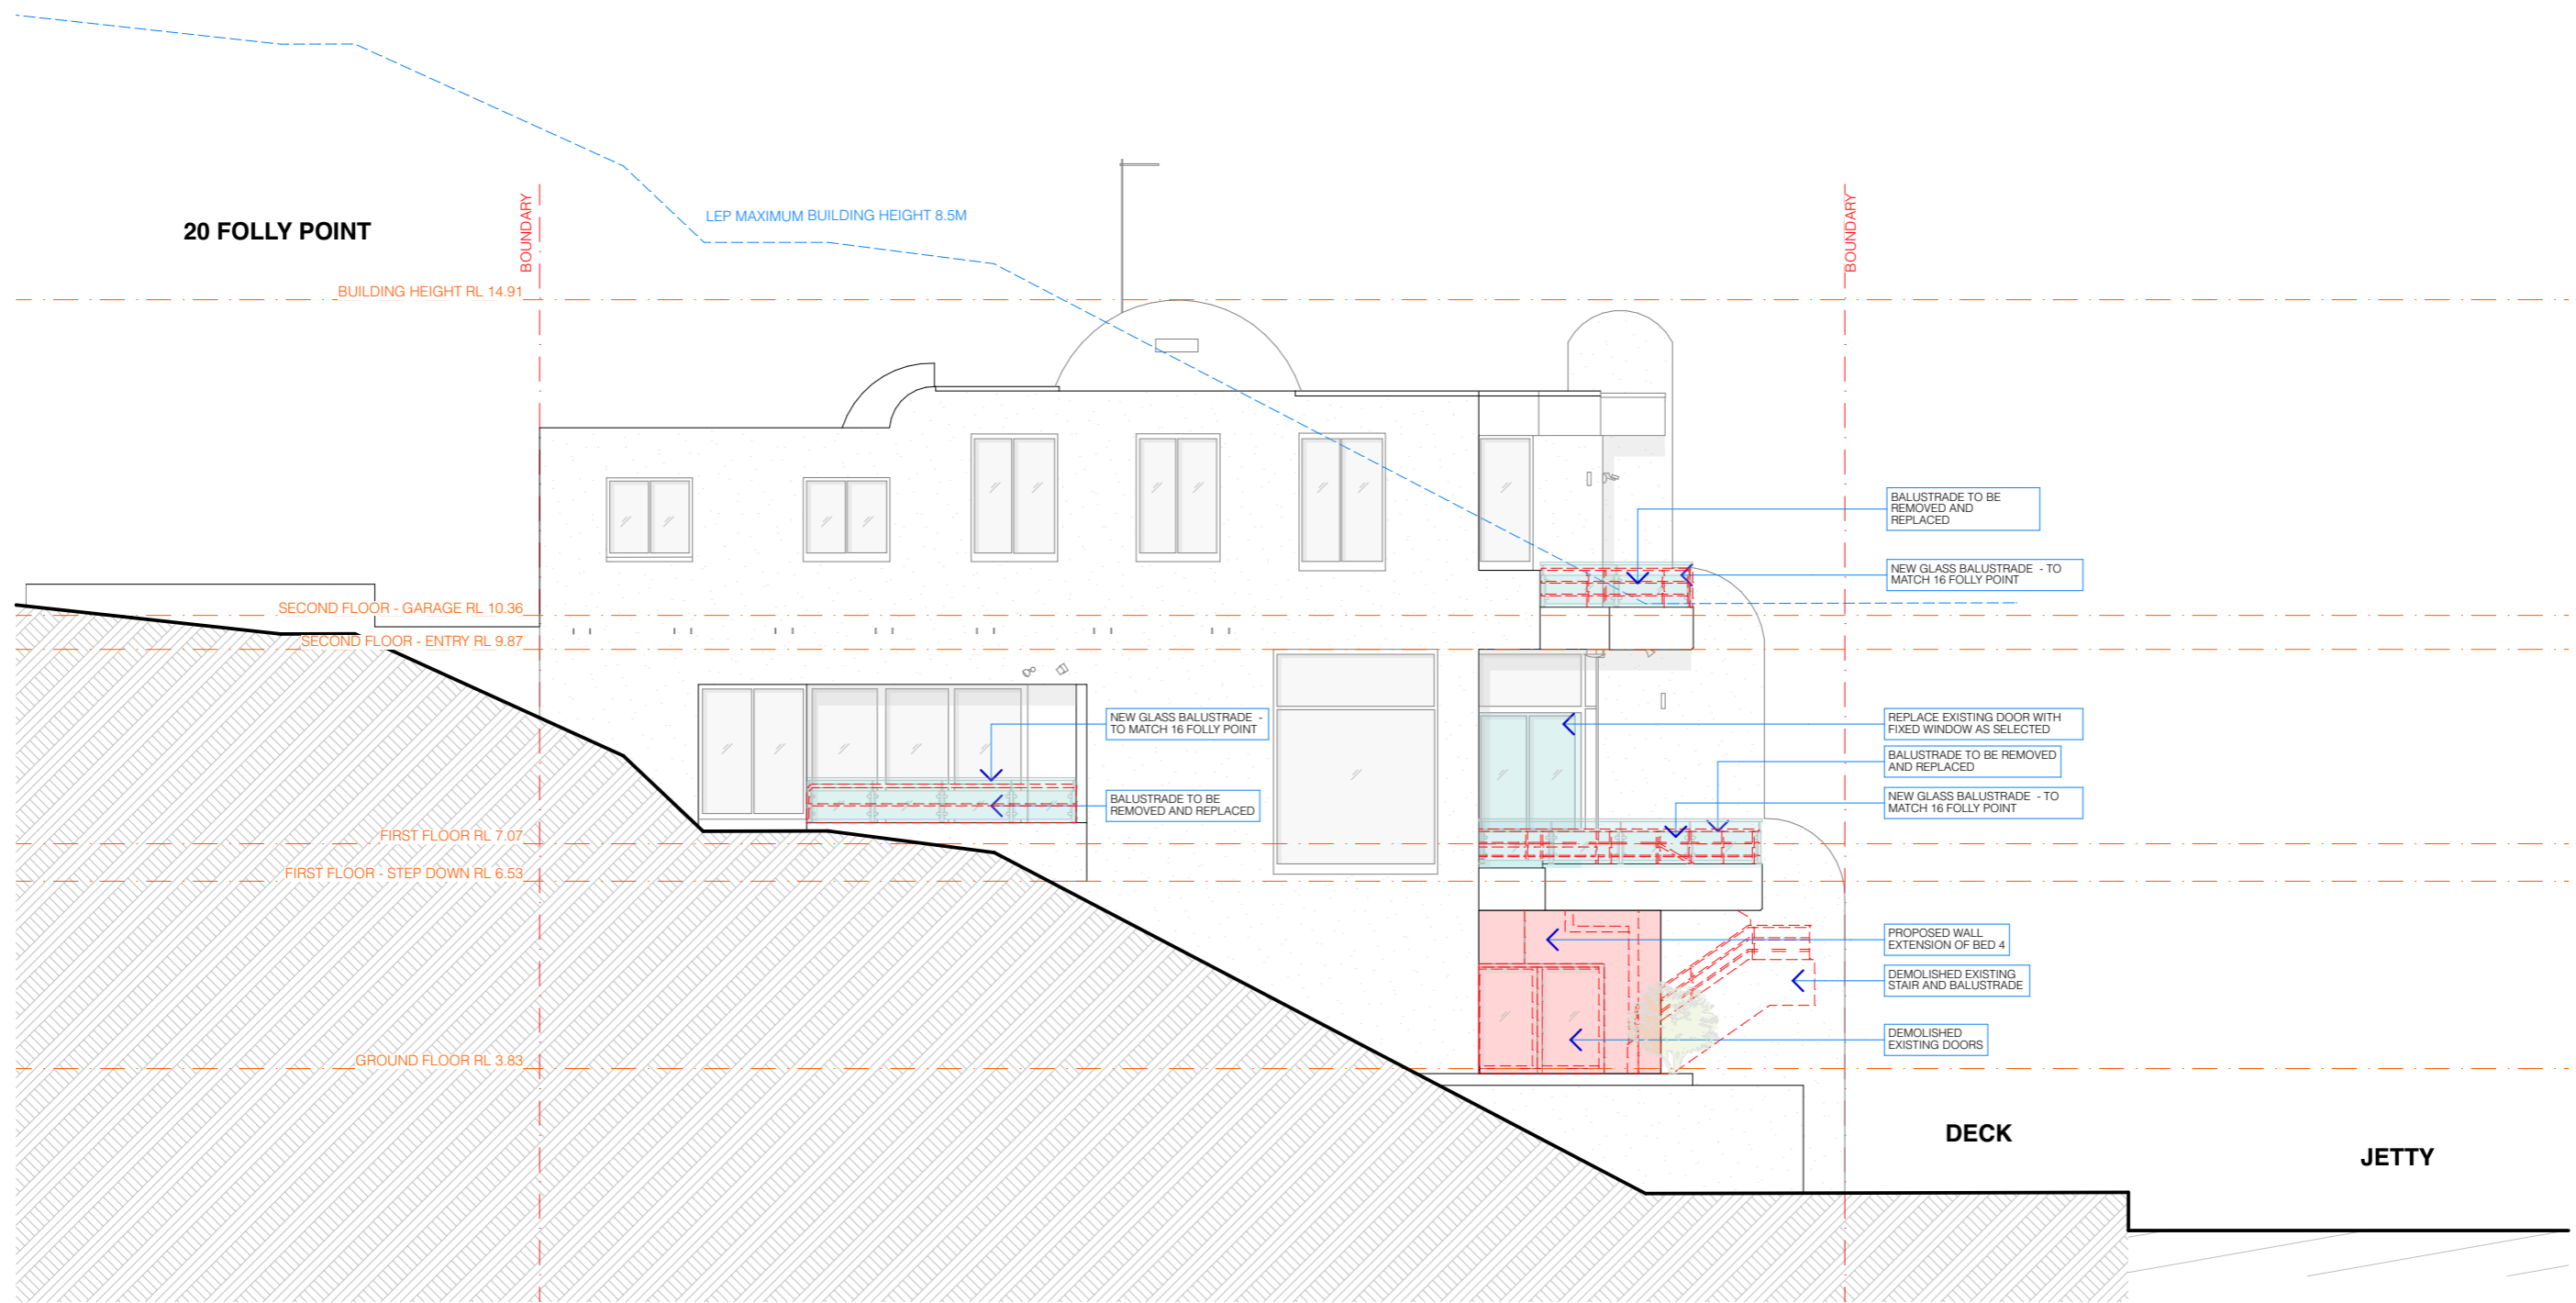 20 FOLLY POINT
BOUNDARY
LEP MAXIMUM BUILDING HEIGHT 8.5M
BOUNDARY
BUILDING HEIGHT RL 14.91
BALUSTRADE TO BE
REMOVED AND
REPLACED
NEW GLASS BALUSTRADE - TO
MATCH 16 FOLLY POINT
SECOND FLOOR - GARAGE RL 10.36
SECOND FLOOR - ENTRY RL 9.87
NEW GLASS BALUSTRADE -
TO MATCH 16 FOLLY POINT
REPLACE EXISTING DOOR WITH
FIXED WINDOW AS SELECTED
BALUSTRADE TO BE REMOVED
AND REPLACED
BALUSTRADE TO BE
REMOVED AND REPLACED
NEW GLASS BALUSTRADE - TO
MATCH 16 FOLLY POINT
FIRST FLOOR RL 7.07
FIRST FLOOR - STEP DOWN RL 6.53
PROPOSED WALL
EXTENSION OF BED 4
DEMOLISHED EXISTING
STAIR AND BALUSTRADE
DEMOLISHED
EXISTING DOORS
GROUND FLOOR RL 3.83
DECK
JETTY